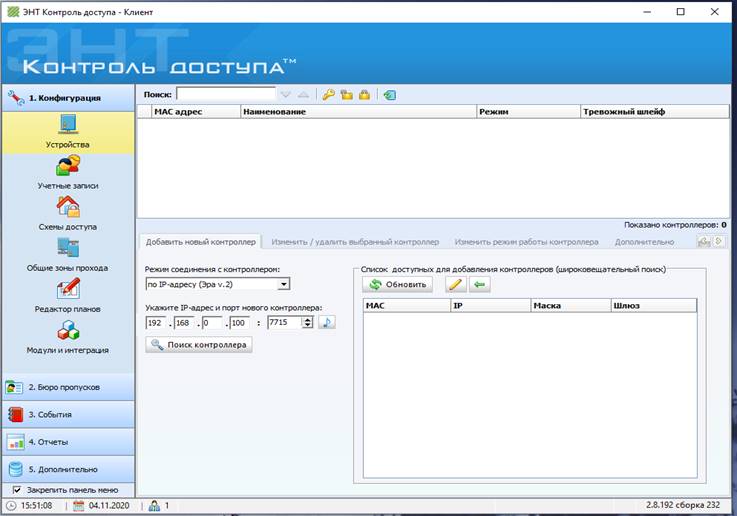 ЭНТ Контроль доступа - Клиент
ЭНТ
Контроль доступа™
1. Конфигурация
Поиск:
МАС адрес Наименование Режим Тревожный шлейф
Устройства
Учетные записи
Схемы доступа
Общие зоны прохода
Редактор планов
Модули и интеграция
2. Бюро пропусков
3. События
4. Отчеты
5. Дополнительно
Закрепить панель меню
Показано контроллеров: 0
Добавить новый контроллер Изменить / удалить выбранный контроллер Изменить режим работы контроллера Дополнительно
Режим соединения с контроллером:
по IP-адресу (Эра v.2)
Укажите IP-адрес и порт нового контроллера:
192 . 168 . 0 . 100 : 7715
Поиск контроллера
Список доступных для добавления контроллеров (широковещательный поиск)
Обновить
MAC IP Маска Шлюз
15:51:08 04.11.2020 1 2.8.192 сборка 232